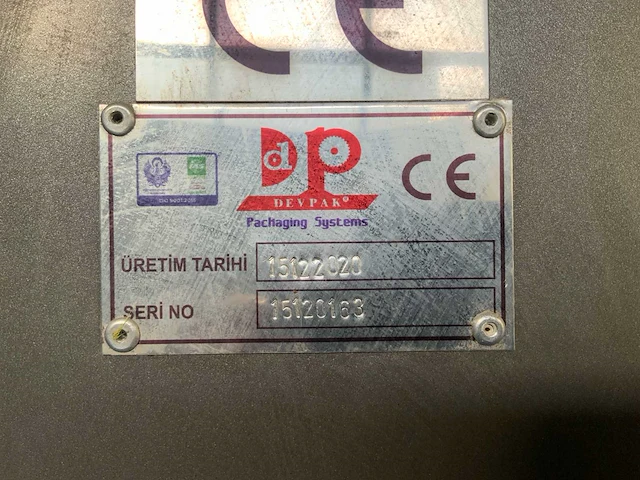 CE
dp
CE
DEVPAK®
Packaging Systems
ÜRETİM TARİHİ 15122020
SERİ NO 15120163